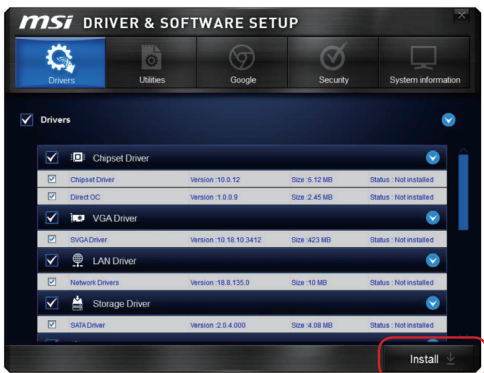 msi DRIVER & SOFTWARE SETUP
Drivers Utilities Google Security System information
Drivers
Chipset Driver
Chipset Driver Version :10.0.12 Size :5.12 MB Status : Not installed
Direct OC Version :1.0.0.9 Size :2.45 MB Status : Not installed
VGA Driver
SVGA Driver Version :10.18.10.3412 Size :423 MB Status : Not installed
LAN Driver
Network Drivers Version :18.8.135.0 Size :10 MB Status : Not installed
Storage Driver
SATA Driver Version :2.0.4.000 Size :4.08 MB Status : Not installed
Install